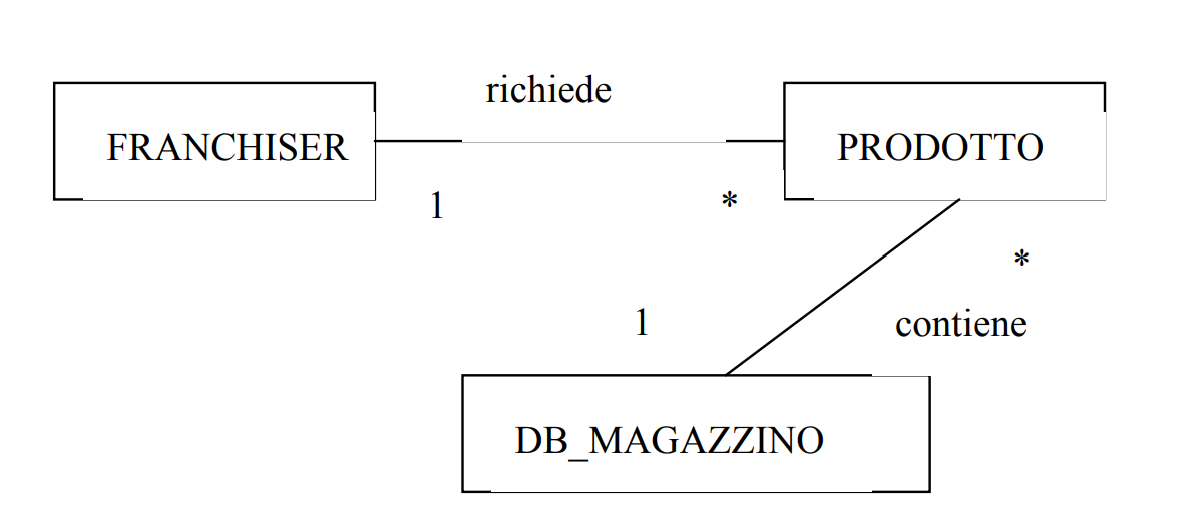 richiede
FRANCHISER
PRODOTTO
1
*
*
1
contiene
DB_MAGAZZINO